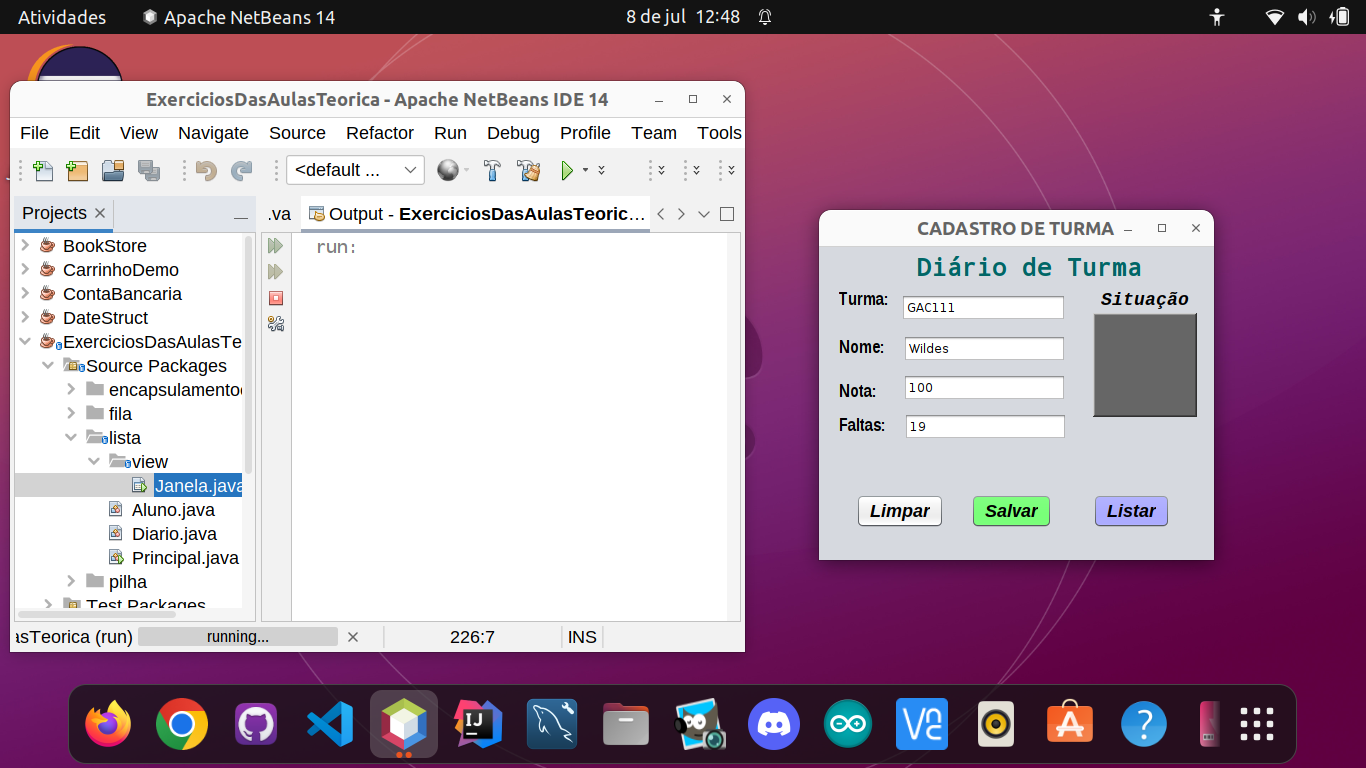 Atividades
Apache NetBeans 14
8 de jul 12:48
ExerciciosDasAulasTeorica - Apache NetBeans IDE 14
File Edit View Navigate Source Refactor Run Debug Profile Team Tools
<default ...
Projects
.va
Output - ExerciciosDasAulasTeoric...
BookStore
CarrinhoDemo
ContaBancaria
DateStruct
ExerciciosDasAulasTe
Source Packages
encapsulamento
fila
lista
view
Janela.java
Aluno.java
Diario.java
Principal.java
pilha
Test Packages
run:
asTeorica (run)
running...
226:7
INS
CADASTRO DE TURMA
Diário de Turma
Turma: GAC111
Situação
Nome: Wildes
Nota: 100
Faltas: 19
Limpar
Salvar
Listar
IJ